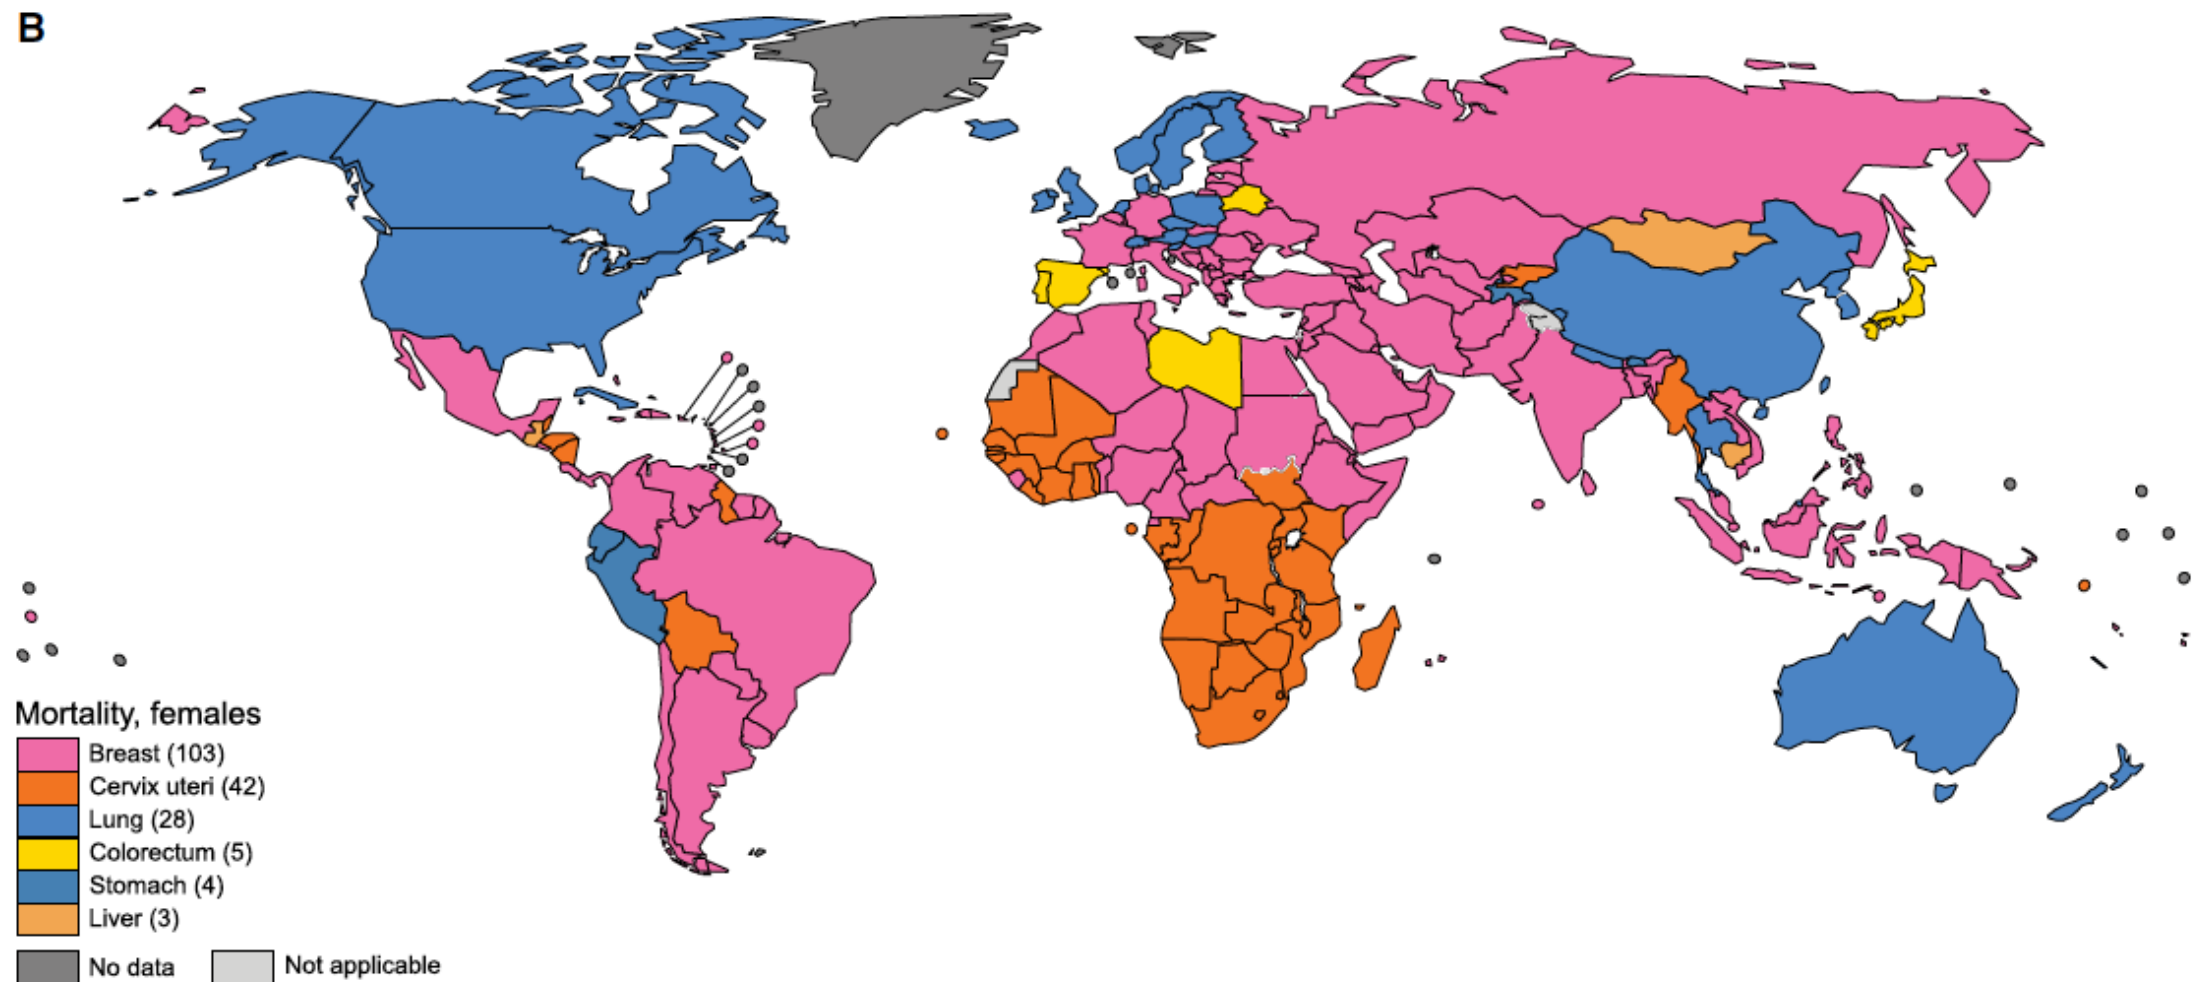 B
Mortality, females
Breast (103)
Cervix uteri (42)
Lung (28)
Colorectum (5)
Stomach (4)
Liver (3)
No data
Not applicable